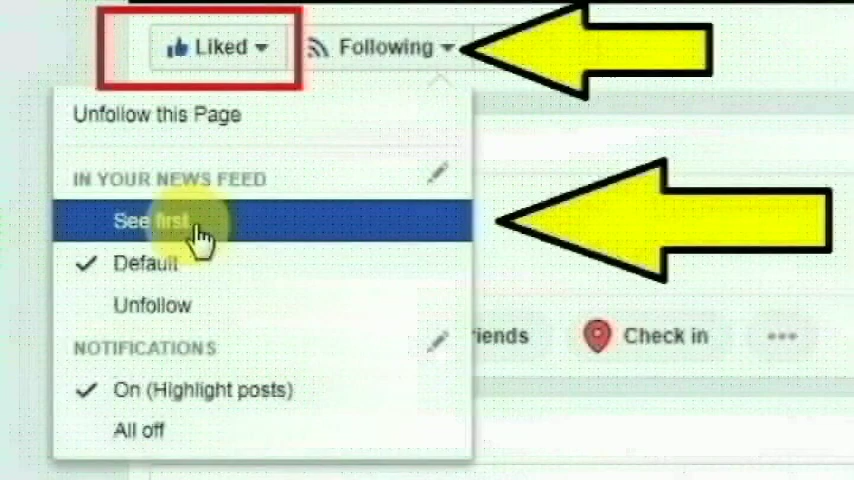 Liked Following
Unfollow this Page
IN YOUR NEWS FEED
See first
Default
Unfollow
NOTIFICATIONS
On (Highlight posts)
All off
riends Check in